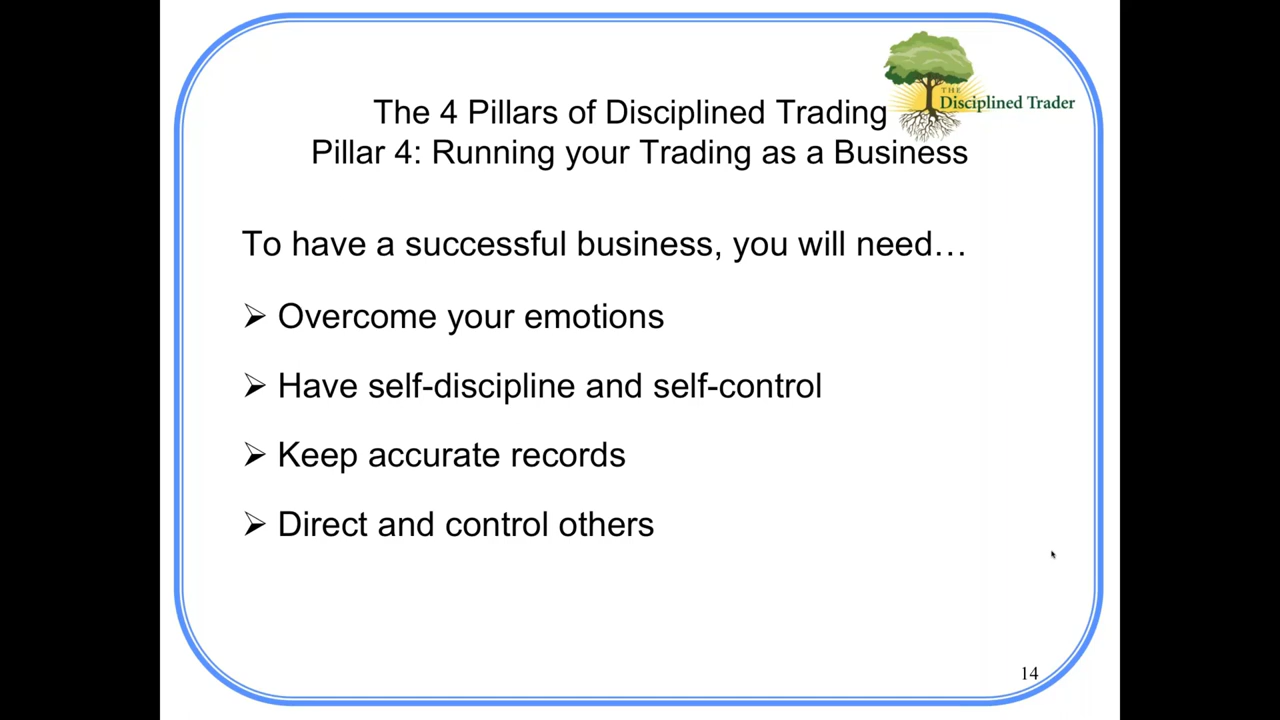 The 4 Pillars of Disciplined Trading
Pillar 4: Running your Trading as a Business
THE
Disciplined Trader
To have a successful business, you will need…
➢ Overcome your emotions
➢ Have self-discipline and self-control
➢ Keep accurate records
➢ Direct and control others
14